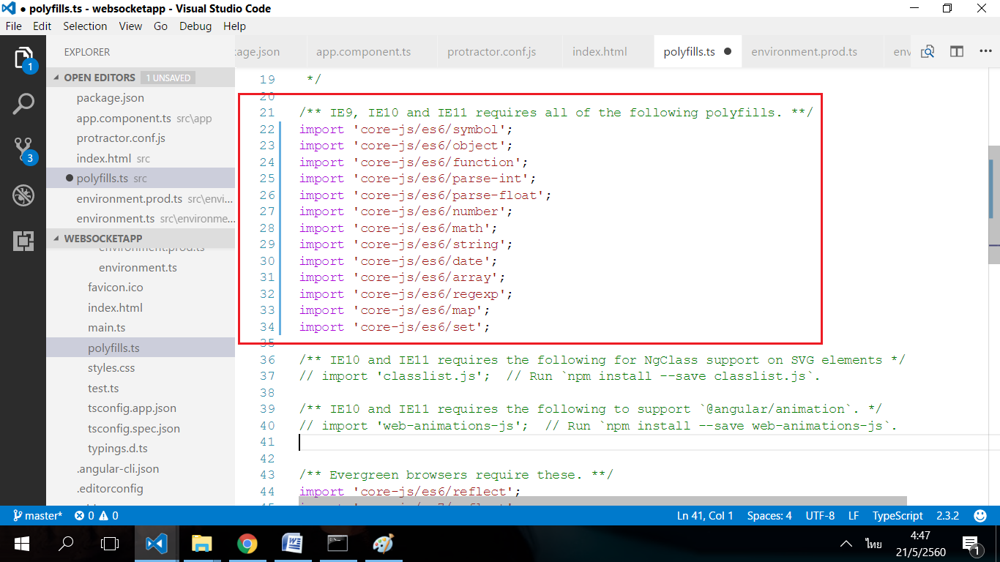 ● polyfills.ts - websocketapp - Visual Studio Code
File Edit Selection View Go Debug Help
EXPLORER
kage.json app.component.ts protractor.conf.js index.html polyfills.ts ● environment.prod.ts env
1
OPEN EDITORS 1 UNSAVED
package.json
app.component.ts src\app
protractor.conf.js
index.html src
3
● polyfills.ts src
environment.prod.ts src\envi...
environment.ts src\environme...
WEBSOCKETAPP
environment.prod.ts
environment.ts
favicon.ico
index.html
main.ts
polyfills.ts
styles.css
test.ts
tsconfig.app.json
tsconfig.spec.json
typings.d.ts
.angular-cli.json
.editorconfig
19 */
20
21 /** IE9, IE10 and IE11 requires all of the following polyfills. **/
22 import 'core-js/es6/symbol';
23 import 'core-js/es6/object';
24 import 'core-js/es6/function';
25 import 'core-js/es6/parse-int';
26 import 'core-js/es6/parse-float';
27 import 'core-js/es6/number';
28 import 'core-js/es6/math';
29 import 'core-js/es6/string';
30 import 'core-js/es6/date';
31 import 'core-js/es6/array';
32 import 'core-js/es6/regexp';
33 import 'core-js/es6/map';
34 import 'core-js/es6/set';
35
36 /** IE10 and IE11 requires the following for NgClass support on SVG elements */
37 // import 'classlist.js';  // Run `npm install --save classlist.js`.
38
39 /** IE10 and IE11 requires the following to support `@angular/animation`. */
40 // import 'web-animations-js';  // Run `npm install --save web-animations-js`.
41
42
43 /** Evergreen browsers require these. **/
44 import 'core-js/es6/reflect';
master* 0 0 Ln 41, Col 1 Spaces: 4 UTF-8 LF TypeScript 2.3.2
ไทย 4:47
21/5/2560 1